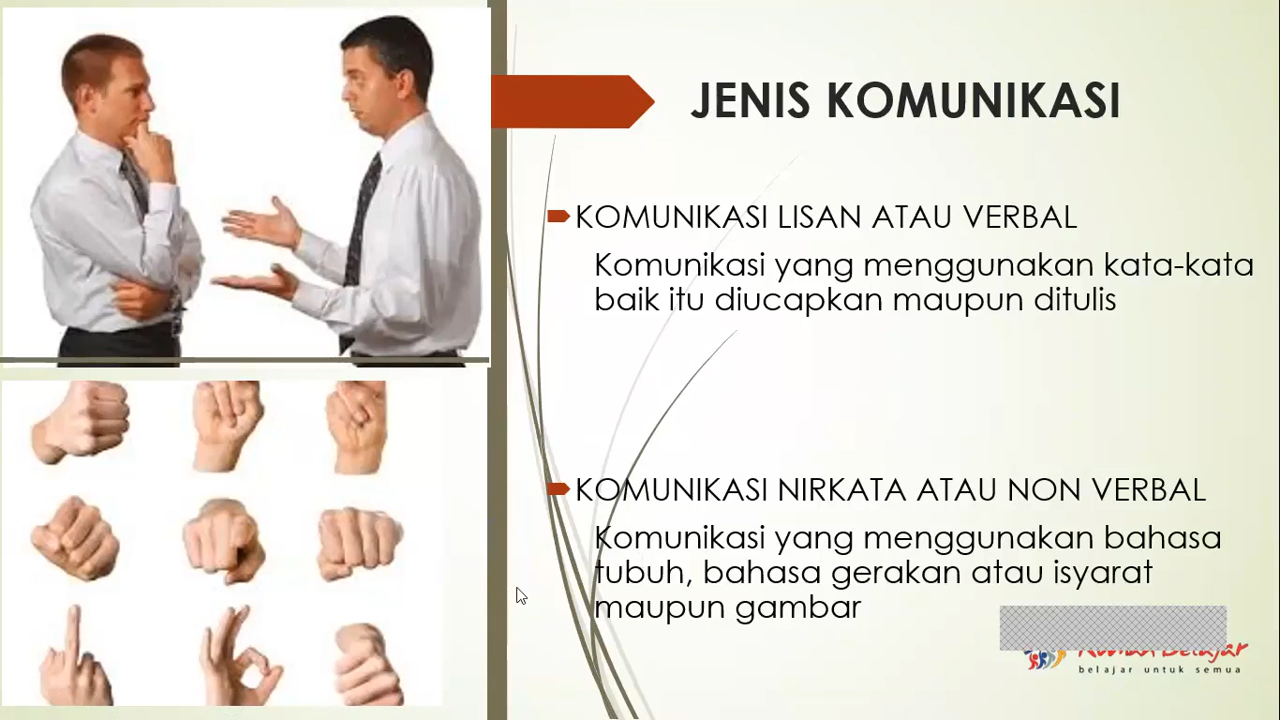 JENIS KOMUNIKASI
KOMUNIKASI LISAN ATAU VERBAL
Komunikasi yang menggunakan kata-kata
baik itu diucapkan maupun ditulis
KOMUNIKASI NIRKATA ATAU NON VERBAL
Komunikasi yang menggunakan bahasa
tubuh, bahasa gerakan atau isyarat
maupun gambar
belajar untuk semua